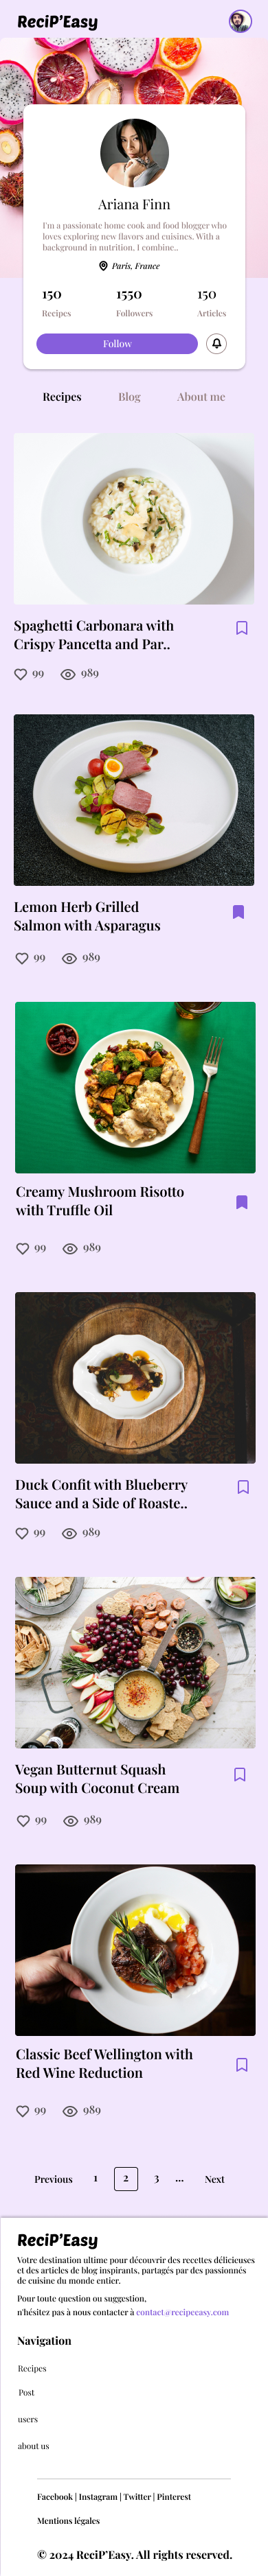 ReciP'Easy
Ariana Finn
I'm a passionate home cook and food blogger who
loves exploring new flavors and cuisines. With a
background in nutrition, I combine..
Paris, France
150 1550 150
Recipes Followers Articles
Follow
Recipes Blog About me
Spaghetti Carbonara with
Crispy Pancetta and Par..
99 989
Lemon Herb Grilled
Salmon with Asparagus
99 989
Creamy Mushroom Risotto
with Truffle Oil
99 989
Duck Confit with Blueberry
Sauce and a Side of Roaste..
99 989
Vegan Butternut Squash
Soup with Coconut Cream
99 989
Classic Beef Wellington with
Red Wine Reduction
99 989
Previous 1 2 3 ... Next
ReciP'Easy
Votre destination ultime pour découvrir des recettes délicieuses
et des articles de blog inspirants, partagés par des passionnés
de cuisine du monde entier.
Pour toute question ou suggestion,
n'hésitez pas à nous contacter à contact@recipeeasy.com
Navigation
Recipes
Post
users
about us
Facebook | Instagram | Twitter | Pinterest
Mentions légales
© 2024 ReciP'Easy. All rights reserved.